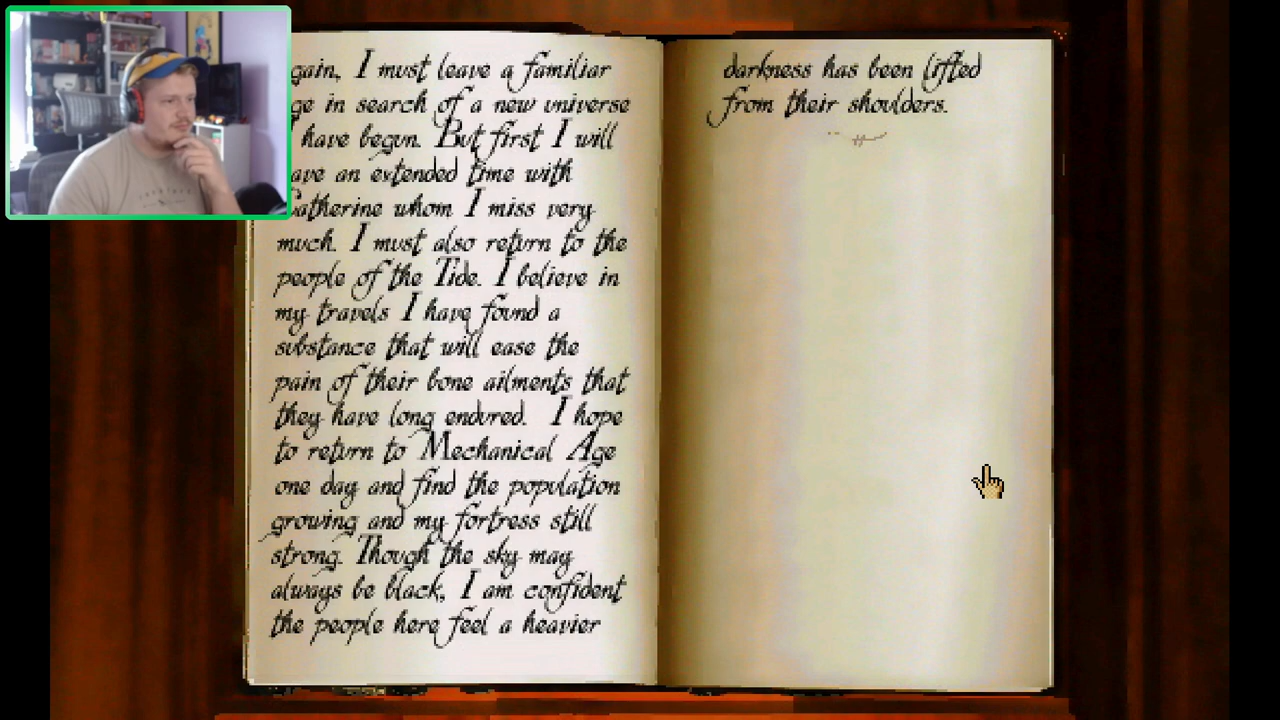 gain, I must leave a familiar
ge in search of a new universe
I have begun. But first I will
ave an extended time with
atherine whom I miss very
much. I must also return to the
people of the Tide. I believe in
my travels I have found a
substance that will ease the
pain of their bone ailments that
they have long endured. I hope
to return to Mechanical Age
one day and find the population
growing and my fortress still
strong. Though the sky may
always be black, I am confident
the people here feel a heavier
darkness has been lifted
from their shoulders.